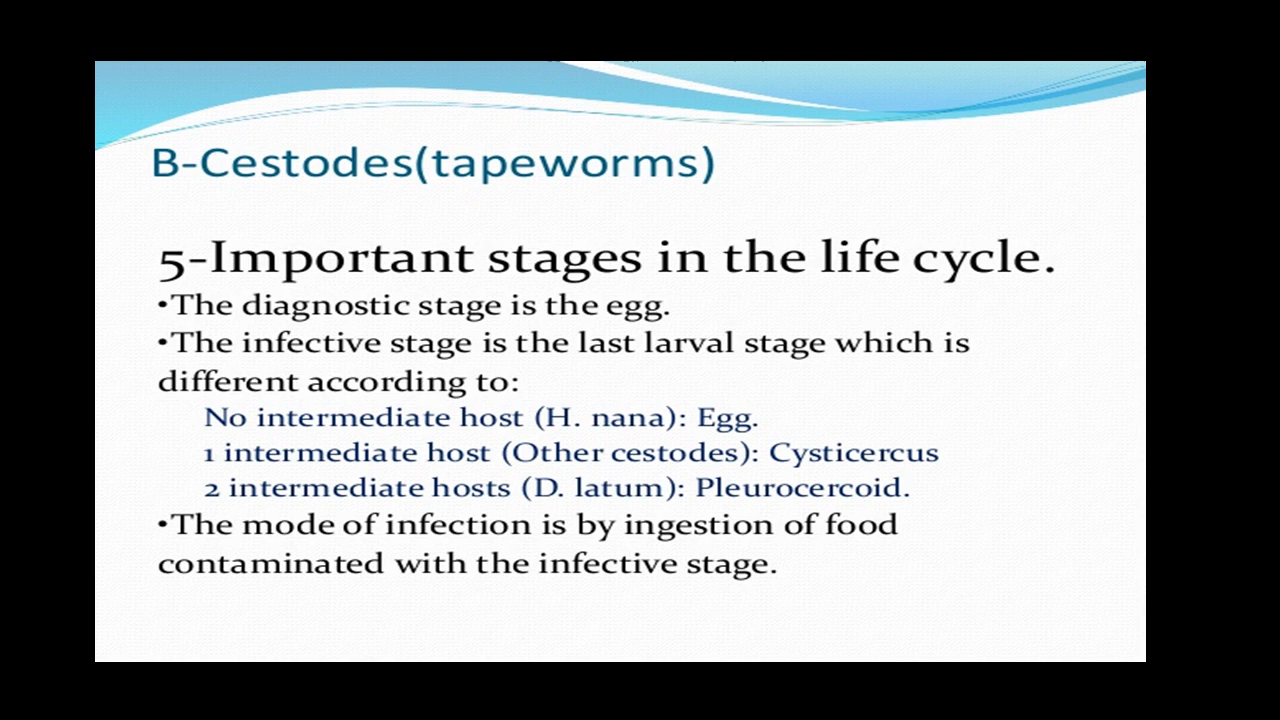 B-Cestodes(tapeworms)
5-Important stages in the life cycle.
•The diagnostic stage is the egg.
•The infective stage is the last larval stage which is
different according to:
No intermediate host (H. nana): Egg.
1 intermediate host (Other cestodes): Cysticercus
2 intermediate hosts (D. latum): Pleurocercoid.
•The mode of infection is by ingestion of food
contaminated with the infective stage.